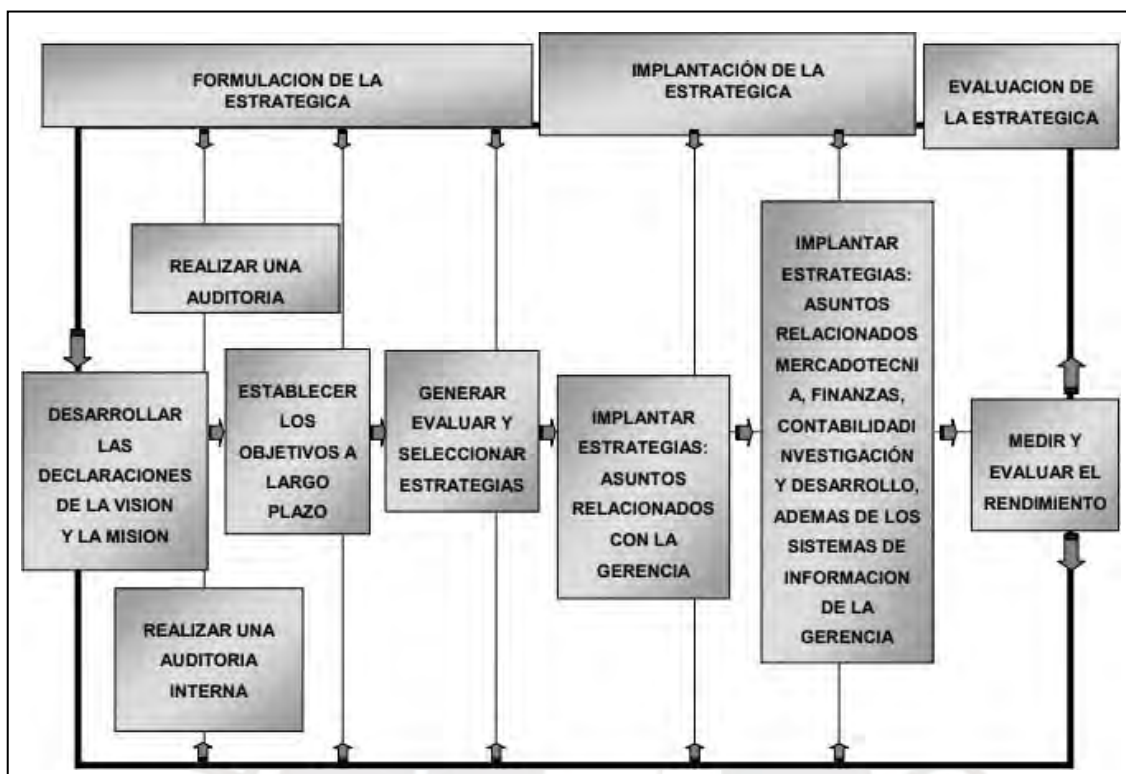 FORMULACION DE LA
ESTRATEGICA
IMPLANTACIÓN DE LA
ESTRATEGICA
EVALUACION DE
LA ESTRATEGICA
REALIZAR UNA
AUDITORIA
DESARROLLAR
LAS
DECLARACIONES
DE LA VISION
Y LA MISION
REALIZAR UNA
AUDITORIA
INTERNA
ESTABLECER
LOS
OBJETIVOS A
LARGO
PLAZO
GENERAR
EVALUAR Y
SELECCIONAR
ESTRATEGIAS
IMPLANTAR
ESTRATEGIAS:
ASUNTOS
RELACIONADOS
CON LA
GERENCIA
IMPLANTAR
ESTRATEGIAS:
ASUNTOS
RELACIONADOS
MERCADOTECNI
A, FINANZAS,
CONTABILIDADI
NVESTIGACIÓN
Y DESARROLLO,
ADEMAS DE LOS
SISTEMAS DE
INFORMACION
DE LA
GERENCIA
MEDIR Y
EVALUAR EL
RENDIMIENTO